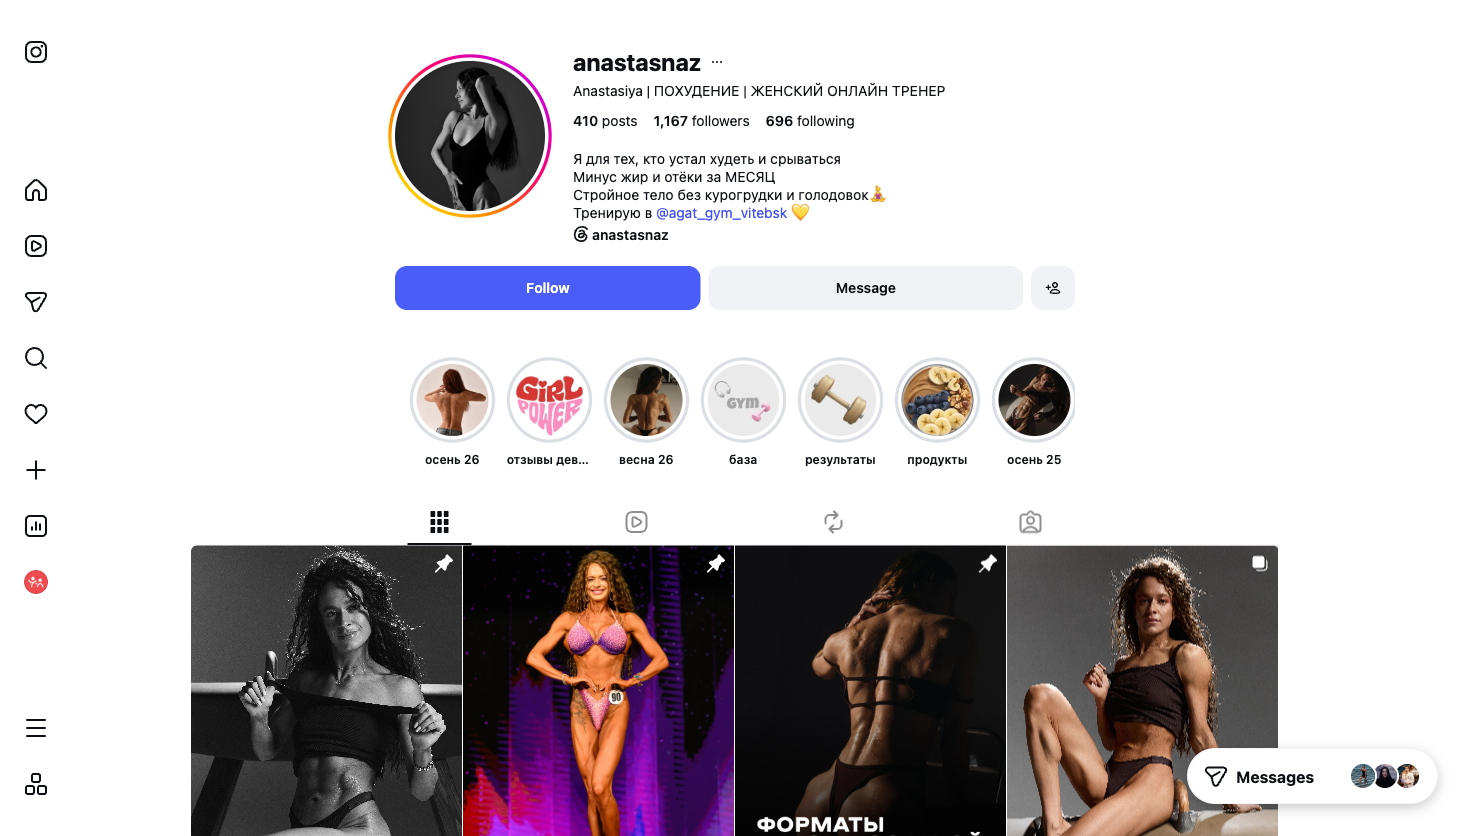 anastasnaz ...
Anastasiya | ПОХУДЕНИЕ | ЖЕНСКИЙ ОНЛАЙН ТРЕНЕР
410 posts 1,167 followers 696 following
Я для тех, кто устал худеть и срываться
Минус жир и отёки за МЕСЯЦ
Стройное тело без курогрудки и голодовок🧘‍♀️
Тренирую в @agat_gym_vitebsk 💛
anastasnaz
Follow Message
GIRL
POWER
GYM
осень 26 отзывы дев... весна 26 база результаты продукты осень 25
90
ФОРМАТЫ
Messages